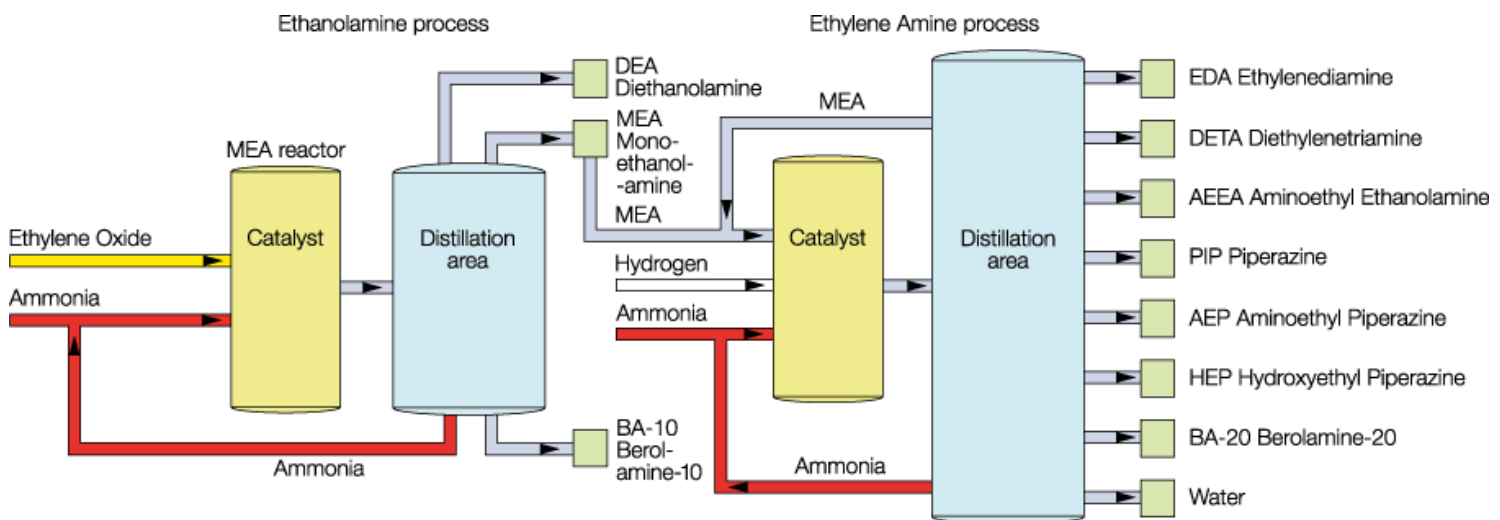 Ethanolamine process
Ethylene Amine process
DEA
Diethanolamine
MEA
Mono-
ethanol-
-amine
MEA
MEA reactor
Catalyst
Distillation
area
Ethylene Oxide
Ammonia
Ammonia
BA-10
Berol-
amine-10
MEA
Hydrogen
Ammonia
Catalyst
Distillation
area
Ammonia
EDA Ethylenediamine
DETA Diethylenetriamine
AEEA Aminoethyl Ethanolamine
PIP Piperazine
AEP Aminoethyl Piperazine
HEP Hydroxyethyl Piperazine
BA-20 Berolamine-20
Water